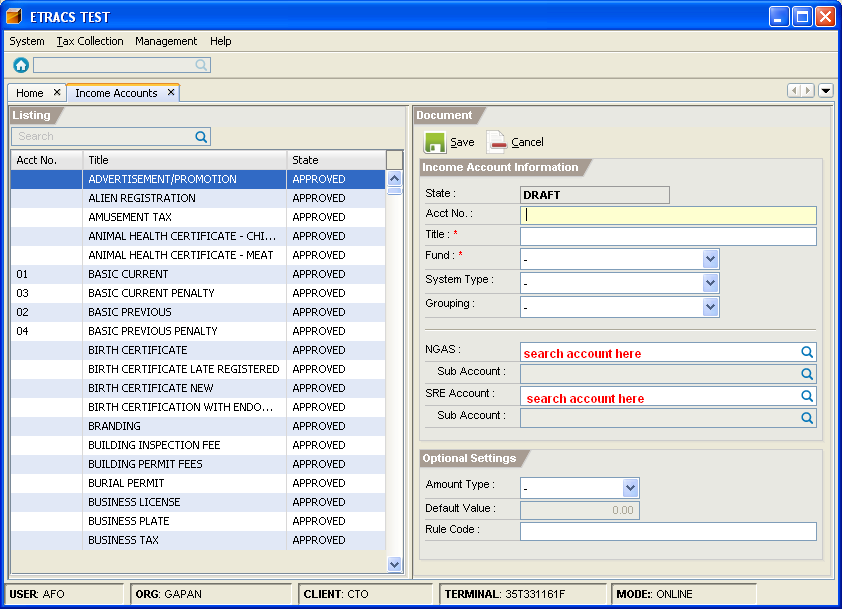 ETRACS TEST
System Tax Collection Management Help
Home Income Accounts
Listing
Search
Acct No. Title State
ADVERTISEMENT/PROMOTION APPROVED
ALIEN REGISTRATION APPROVED
AMUSEMENT TAX APPROVED
ANIMAL HEALTH CERTIFICATE - CHI... APPROVED
ANIMAL HEALTH CERTIFICATE - MEAT APPROVED
01 BASIC CURRENT APPROVED
03 BASIC CURRENT PENALTY APPROVED
02 BASIC PREVIOUS APPROVED
04 BASIC PREVIOUS PENALTY APPROVED
BIRTH CERTIFICATE APPROVED
BIRTH CERTIFICATE LATE REGISTERED APPROVED
BIRTH CERTIFICATE NEW APPROVED
BIRTH CERTIFICATION WITH ENDO... APPROVED
BRANDING APPROVED
BUILDING INSPECTION FEE APPROVED
BUILDING PERMIT FEES APPROVED
BURIAL PERMIT APPROVED
BUSINESS LICENSE APPROVED
BUSINESS PLATE APPROVED
BUSINESS TAX APPROVED
Document
Save Cancel
Income Account Information
State : DRAFT
Acct No. :
Title : *
Fund : * -
System Type : -
Grouping : -
NGAS : search account here
Sub Account :
SRE Account : search account here
Sub Account :
Optional Settings
Amount Type : -
Default Value : 0.00
Rule Code :
USER: AFO ORG: GAPAN CLIENT: CTO TERMINAL: 35T331161F MODE:: ONLINE